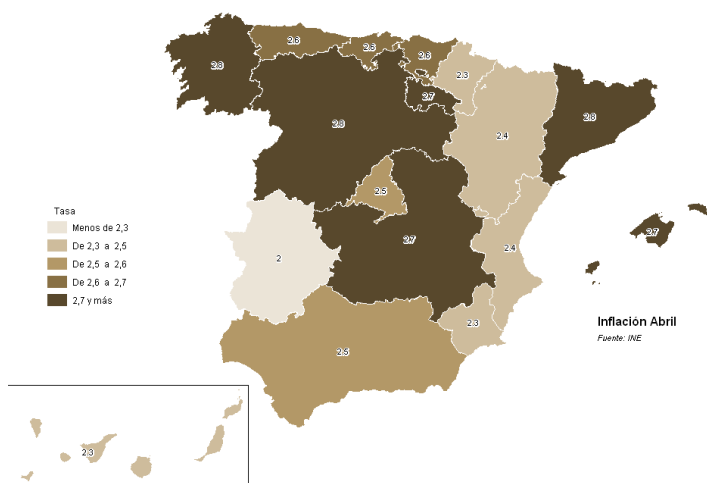 2.6
2.6
2.6
2.8
2.3
2.7
2.8
2.8
2.4
2.5
Tasa
Menos de 2,3
De 2,3 a 2,5
De 2,5 a 2,6
De 2,6 a 2,7
2,7 y más
2.7
2.7
2.4
2
Inflación Abril
Fuente: INE
2.3
2.5
2.3